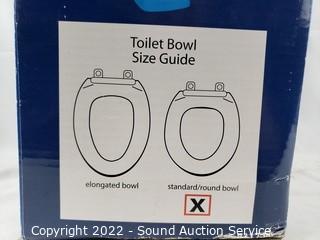 Toilet Bowl
Size Guide
elongated bowl
standard/round bowl
X
Copyright 2022 - Sound Auction Service